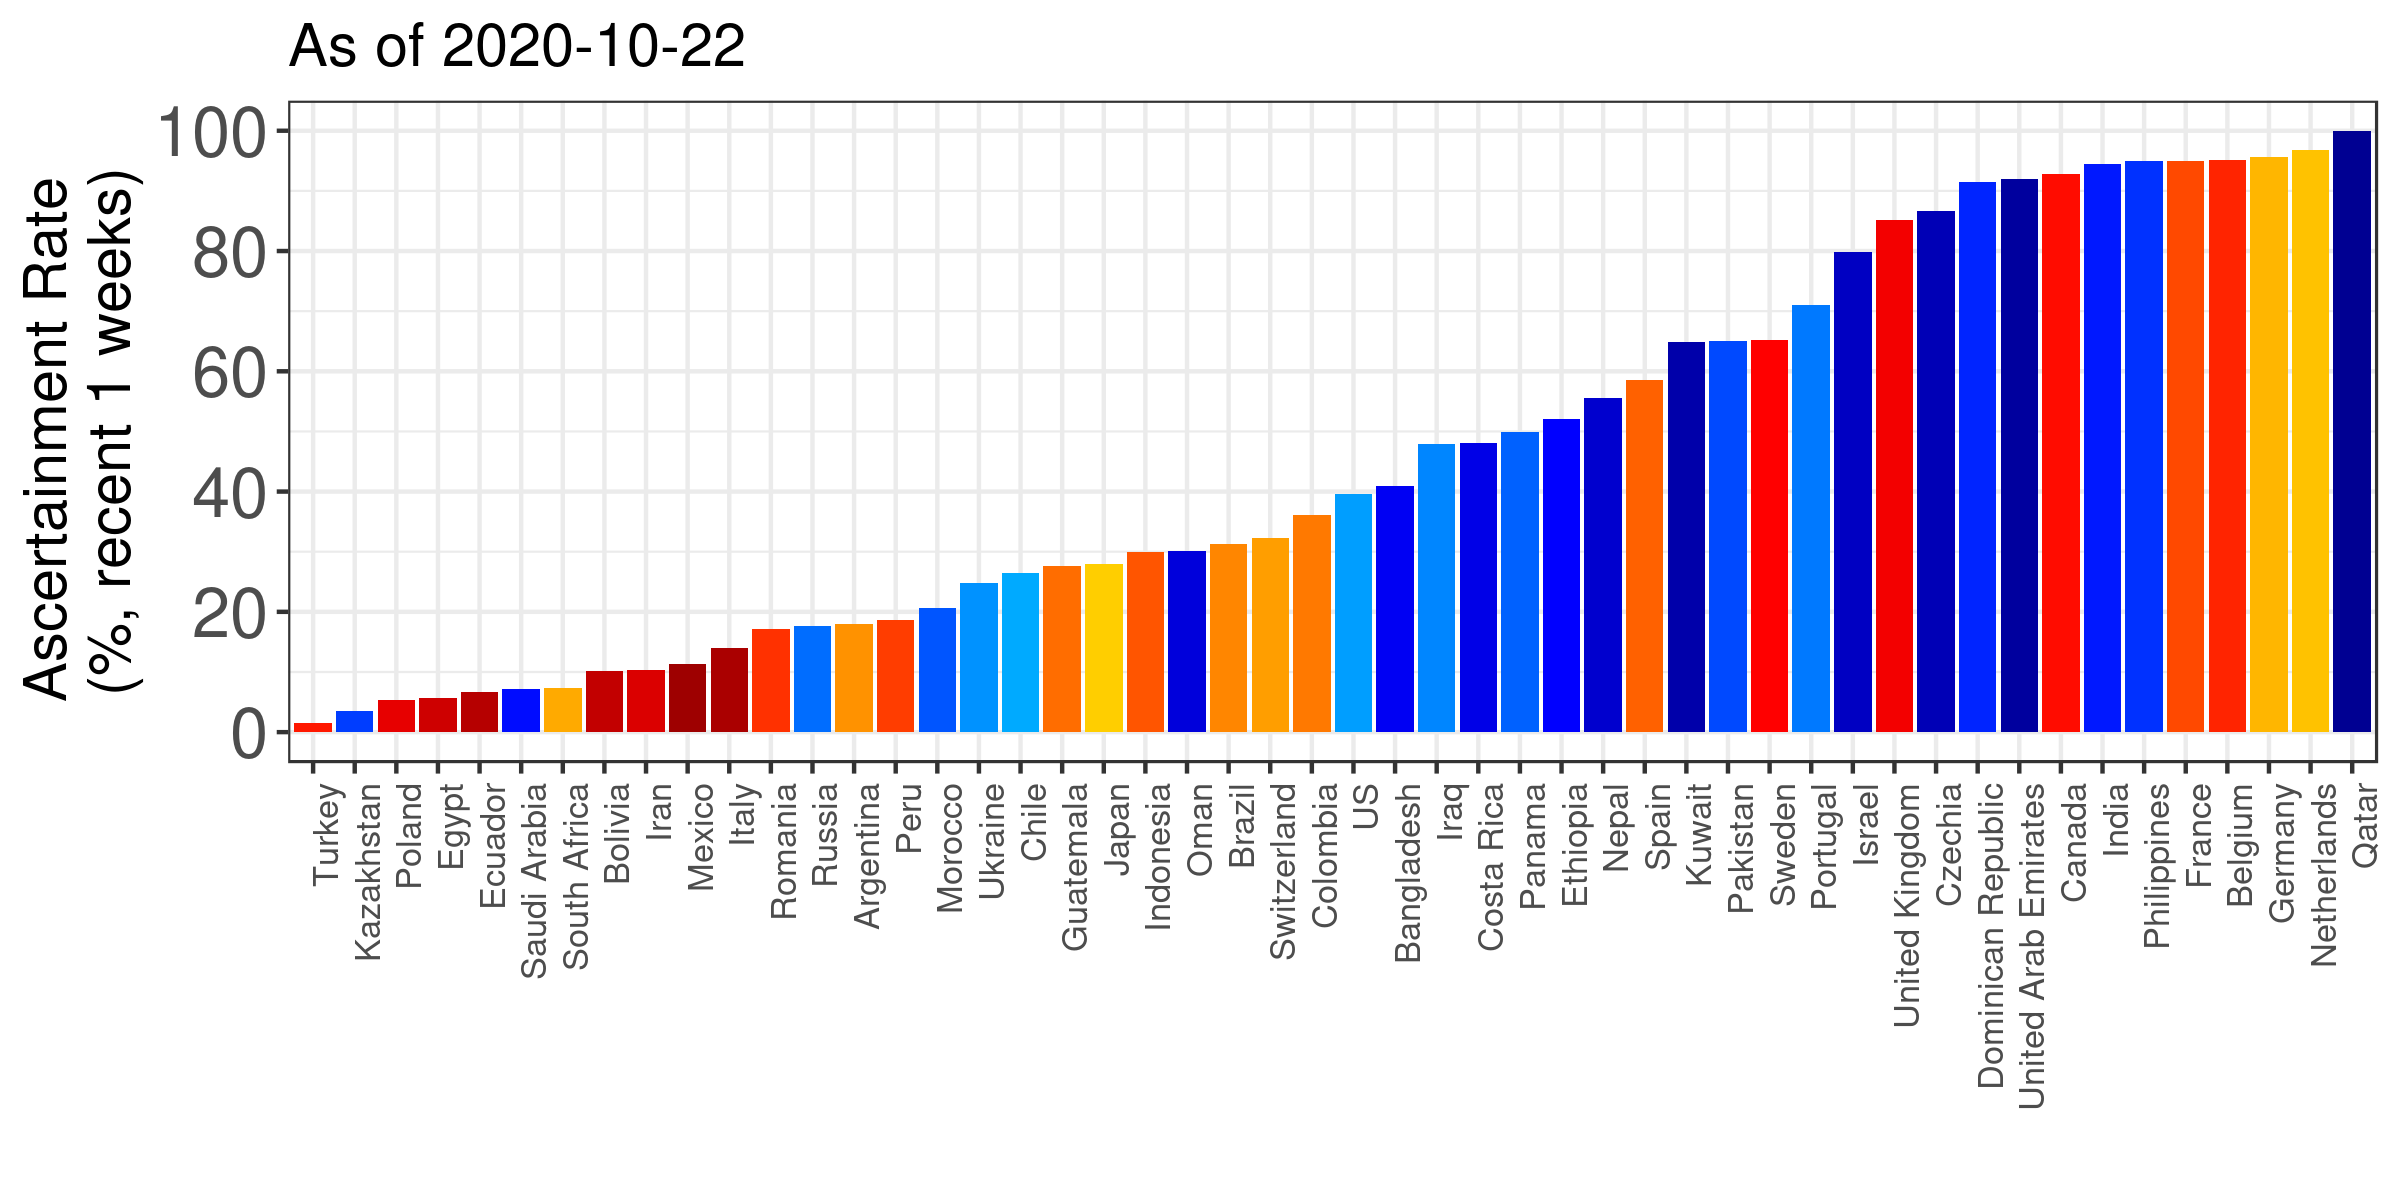 As of 2020-10-22
Ascertainment Rate
(%, recent 1 weeks)
100
80
60
40
20
0
Turkey
Kazakhstan
Poland
Egypt
Ecuador
Saudi Arabia
South Africa
Bolivia
Iran
Mexico
Italy
Romania
Russia
Argentina
Peru
Morocco
Ukraine
Chile
Guatemala
Japan
Indonesia
Oman
Brazil
Switzerland
Colombia
US
Bangladesh
Iraq
Costa Rica
Panama
Ethiopia
Nepal
Spain
Kuwait
Pakistan
Sweden
Portugal
Israel
United Kingdom
Czechia
Dominican Republic
United Arab Emirates
Canada
India
Philippines
France
Belgium
Germany
Netherlands
Qatar